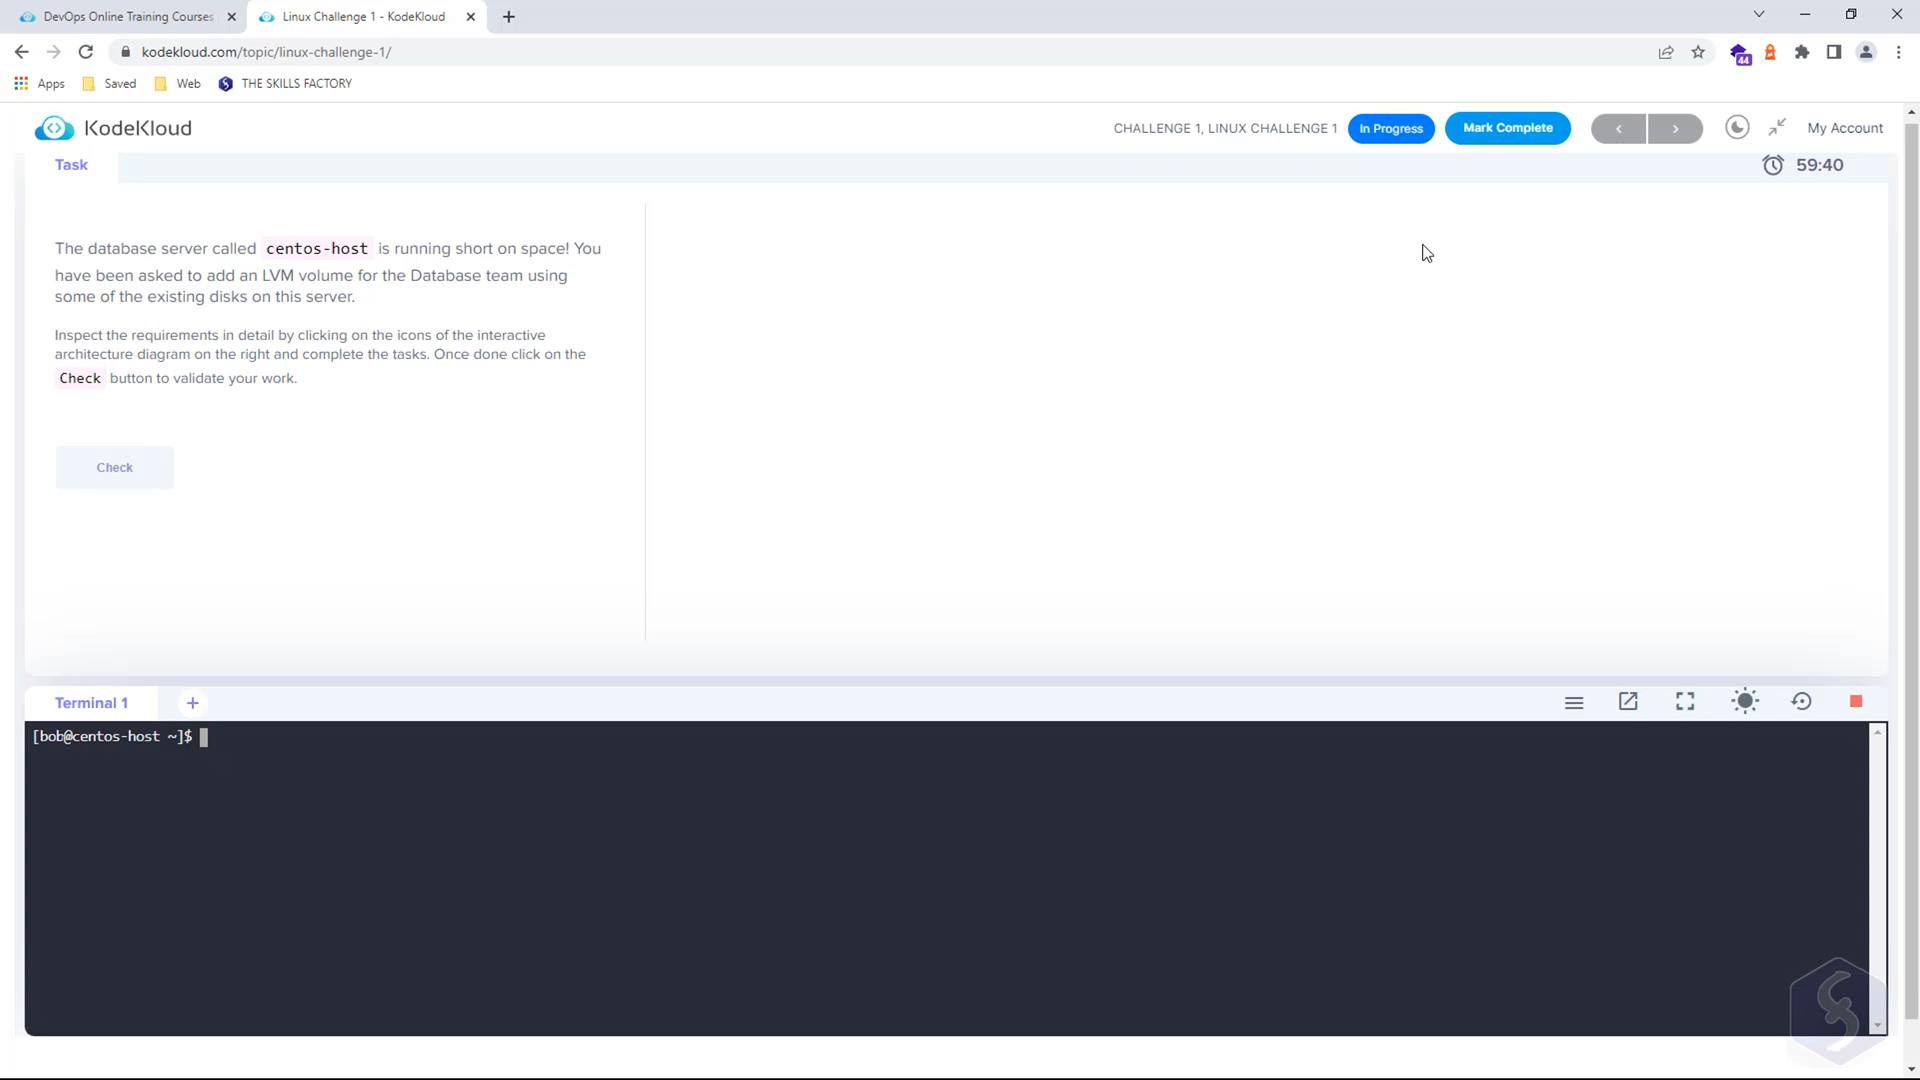 DevOps Online Training Courses
Linux Challenge 1 - KodeKloud
kodekloud.com/topic/linux-challenge-1/
44
Apps
Saved
Web
THE SKILLS FACTORY
KodeKloud
CHALLENGE 1, LINUX CHALLENGE 1
In Progress
Mark Complete
My Account
Task
59:40
The database server called centos-host is running short on space! You
have been asked to add an LVM volume for the Database team using
some of the existing disks on this server.
Inspect the requirements in detail by clicking on the icons of the interactive
architecture diagram on the right and complete the tasks. Once done click on the
Check button to validate your work.
Check
Terminal 1
[bob@centos-host ~]$